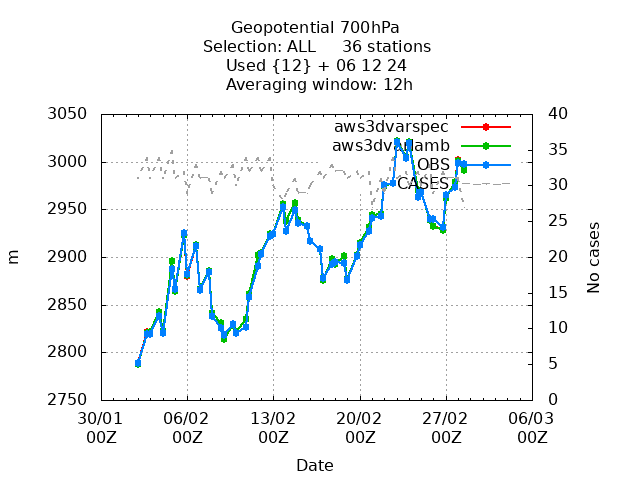 Geopotential 700hPa
Selection: ALL     36 stations
Used {12} + 06 12 24
Averaging window: 12h
3050
3000
2950
2900
2850
2800
2750
m
40
35
30
25
20
15
10
5
0
No cases
aws3dvarspec
aws3dvarlamb
OBS
CASES
30/01 06/02 13/02 20/02 27/02 06/03
00Z 00Z 00Z 00Z 00Z 00Z
Date